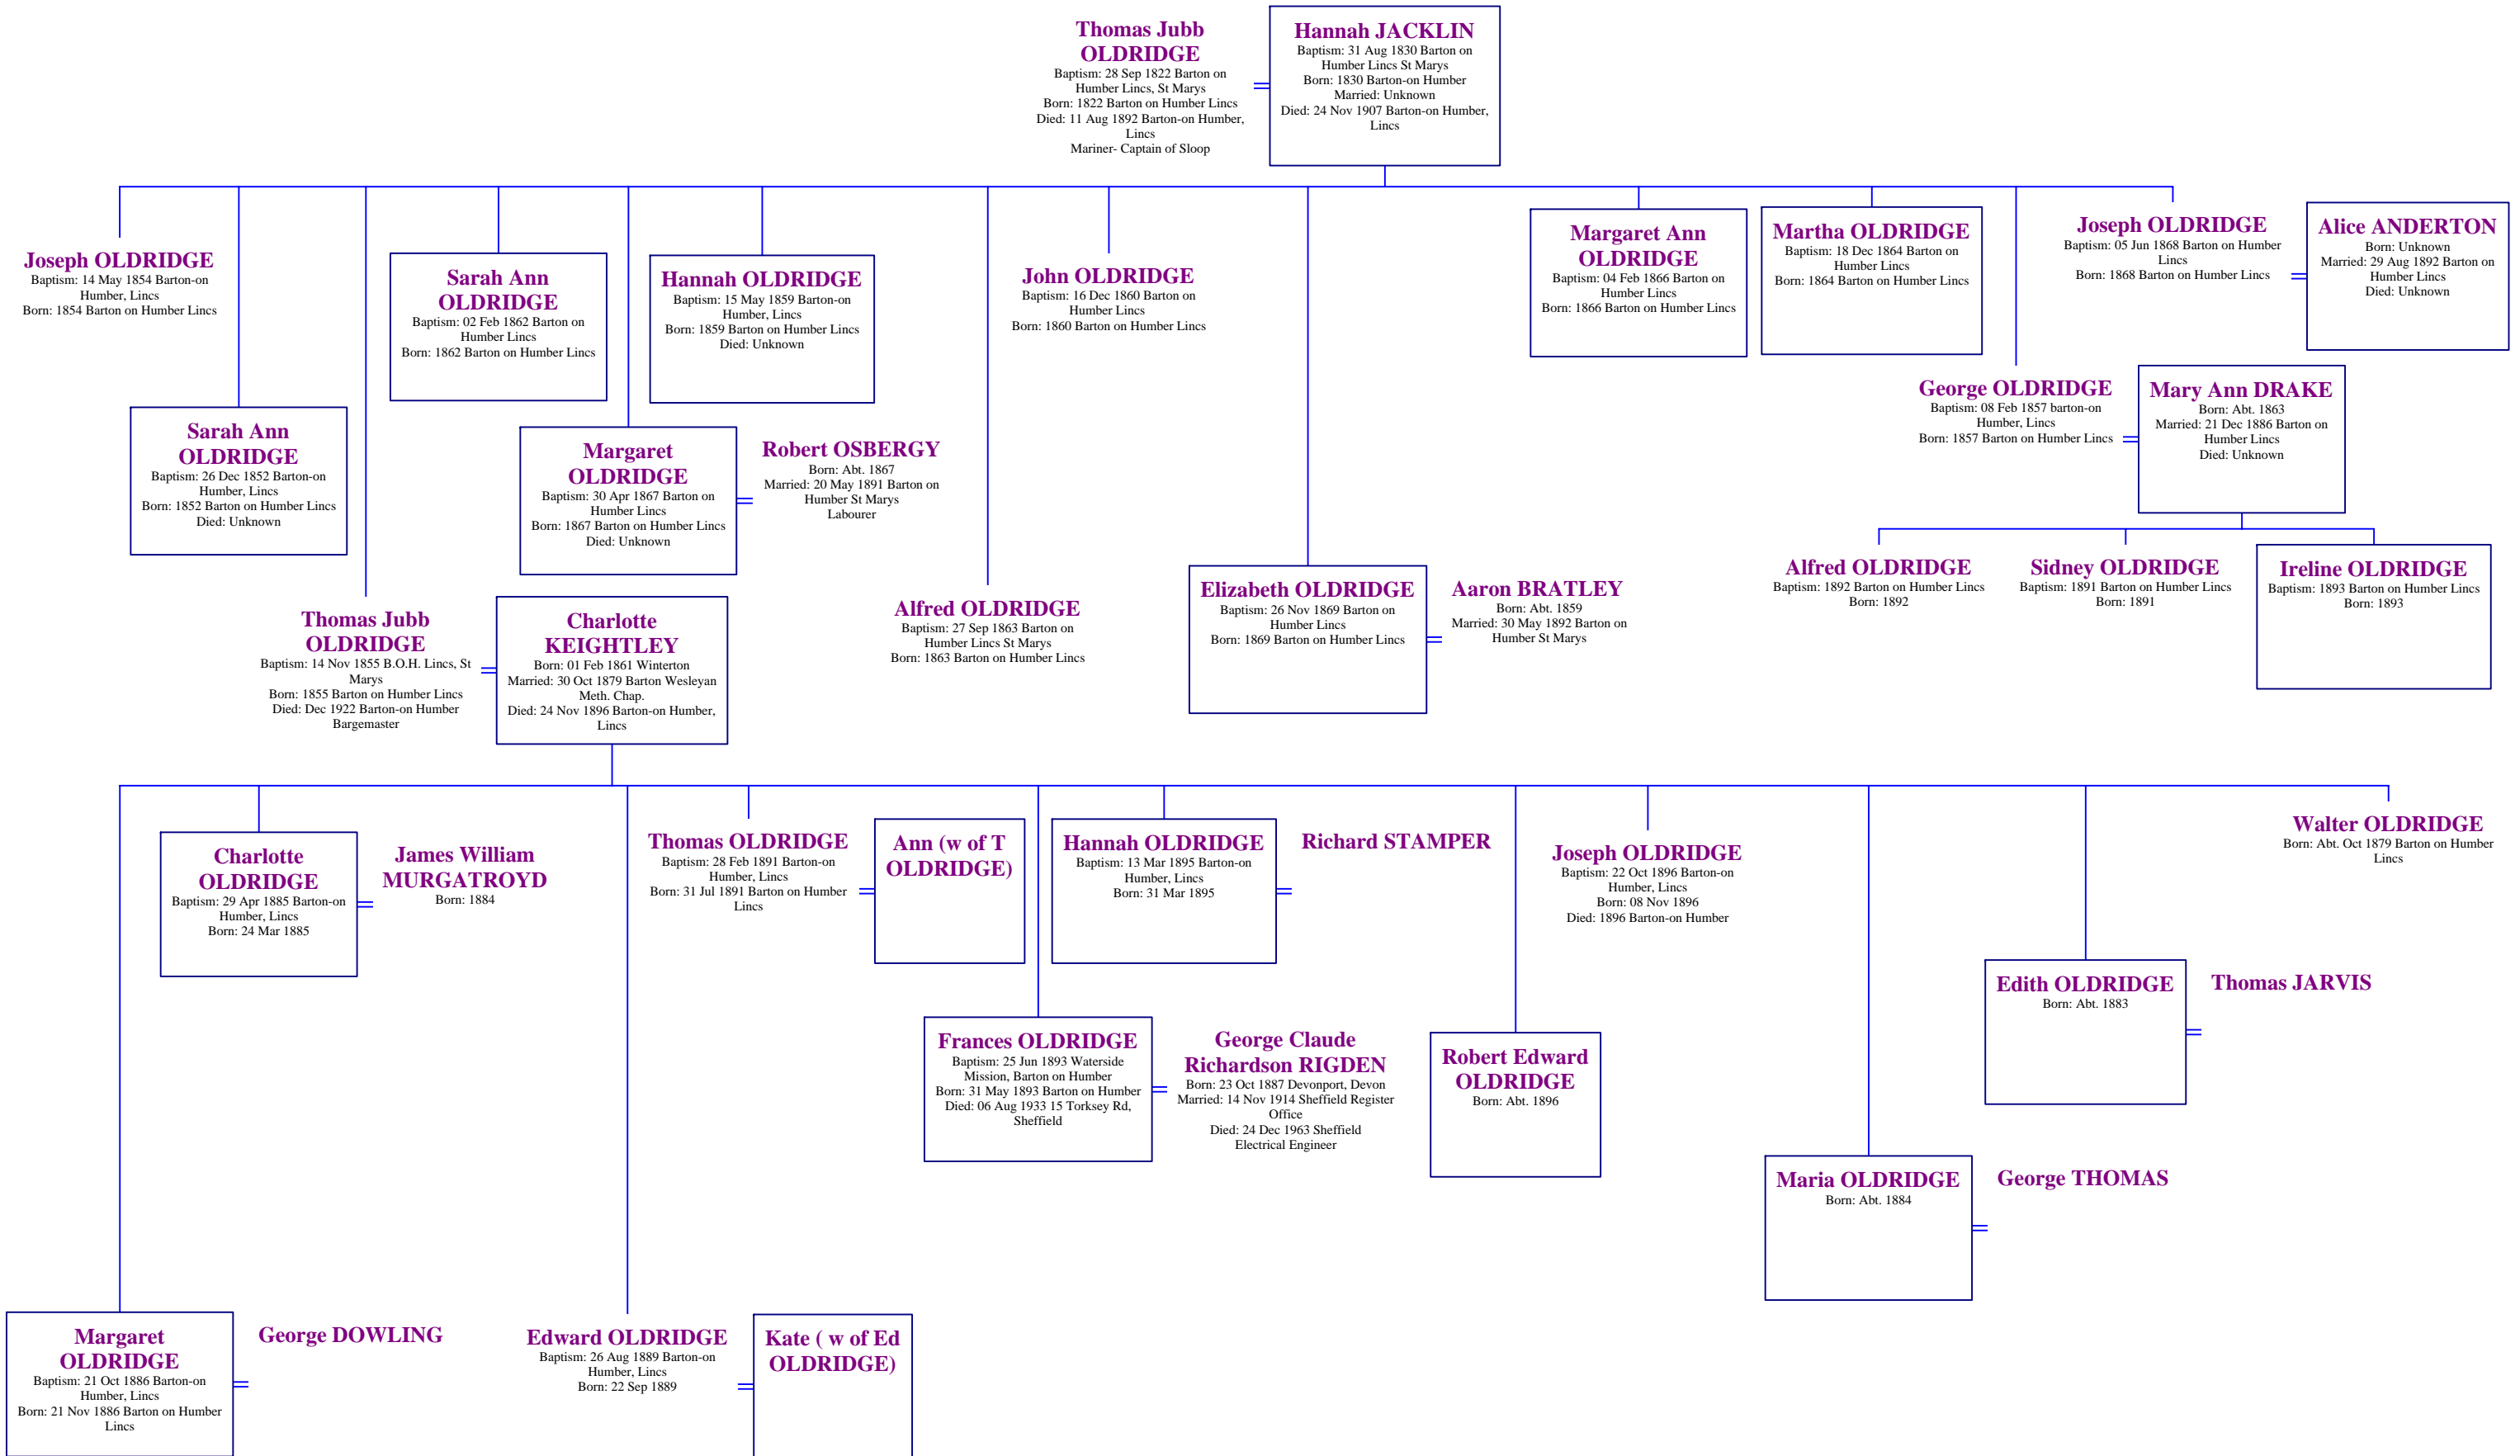 Thomas Jubb
OLDRIDGE
Baptism: 28 Sep 1822 Barton on
Humber Lincs, St Marys
Born: 1822 Barton on Humber Lincs
Died: 11 Aug 1892 Barton-on Humber,
Lincs
Mariner- Captain of Sloop
Hannah JACKLIN
Baptism: 31 Aug 1830 Barton on
Humber Lincs St Marys
Born: 1830 Barton-on Humber
Married: Unknown
Died: 24 Nov 1907 Barton-on Humber,
Lincs
Joseph OLDRIDGE
Baptism: 14 May 1854 Barton-on
Humber, Lincs
Born: 1854 Barton on Humber Lincs
Sarah Ann
OLDRIDGE
Baptism: 26 Dec 1852 Barton-on
Humber, Lincs
Born: 1852 Barton on Humber Lincs
Died: Unknown
Thomas Jubb
OLDRIDGE
Baptism: 14 Nov 1855 B.O.H. Lincs, St
Marys
Born: 1855 Barton on Humber Lincs
Died: Dec 1922 Barton-on Humber
Bargemaster
Charlotte
KEIGHTLEY
Born: 01 Feb 1861 Winterton
Married: 30 Oct 1879 Barton Wesleyan
Meth. Chap.
Died: 24 Nov 1896 Barton-on Humber,
Lincs
Sarah Ann
OLDRIDGE
Baptism: 02 Feb 1862 Barton on
Humber Lincs
Born: 1862 Barton on Humber Lincs
Margaret
OLDRIDGE
Baptism: 30 Apr 1867 Barton on
Humber Lincs
Born: 1867 Barton on Humber Lincs
Died: Unknown
Robert OSBERGY
Born: Abt. 1867
Married: 20 May 1891 Barton on
Humber St Marys
Labourer
Hannah OLDRIDGE
Baptism: 15 May 1859 Barton-on
Humber, Lincs
Born: 1859 Barton on Humber Lincs
Died: Unknown
Alfred OLDRIDGE
Baptism: 27 Sep 1863 Barton on
Humber Lincs St Marys
Born: 1863 Barton on Humber Lincs
John OLDRIDGE
Baptism: 16 Dec 1860 Barton on
Humber Lincs
Born: 1860 Barton on Humber Lincs
Elizabeth OLDRIDGE
Baptism: 26 Nov 1869 Barton on
Humber Lincs
Born: 1869 Barton on Humber Lincs
Aaron BRATLEY
Born: Abt. 1859
Married: 30 May 1892 Barton on
Humber St Marys
Margaret Ann
OLDRIDGE
Baptism: 04 Feb 1866 Barton on
Humber Lincs
Born: 1866 Barton on Humber Lincs
Martha OLDRIDGE
Baptism: 18 Dec 1864 Barton on
Humber Lincs
Born: 1864 Barton on Humber Lincs
George OLDRIDGE
Baptism: 08 Feb 1857 barton-on
Humber, Lincs
Born: 1857 Barton on Humber Lincs
Mary Ann DRAKE
Born: Abt. 1863
Married: 21 Dec 1886 Barton on
Humber Lincs
Died: Unknown
Joseph OLDRIDGE
Baptism: 05 Jun 1868 Barton on Humber
Lincs
Born: 1868 Barton on Humber Lincs
Alice ANDERTON
Born: Unknown
Married: 29 Aug 1892 Barton on
Humber Lincs
Died: Unknown
Alfred OLDRIDGE
Baptism: 1892 Barton on Humber Lincs
Born: 1892
Sidney OLDRIDGE
Baptism: 1891 Barton on Humber Lincs
Born: 1891
Ireline OLDRIDGE
Baptism: 1893 Barton on Humber Lincs
Born: 1893
Margaret
OLDRIDGE
Baptism: 21 Oct 1886 Barton-on
Humber, Lincs
Born: 21 Nov 1886 Barton on Humber
Lincs
George DOWLING
Charlotte
OLDRIDGE
Baptism: 29 Apr 1885 Barton-on
Humber, Lincs
Born: 24 Mar 1885
James William
MURGATROYD
Born: 1884
Edward OLDRIDGE
Baptism: 26 Aug 1889 Barton-on
Humber, Lincs
Born: 22 Sep 1889
Kate ( w of Ed
OLDRIDGE)
Thomas OLDRIDGE
Baptism: 28 Feb 1891 Barton-on
Humber, Lincs
Born: 31 Jul 1891 Barton on Humber
Lincs
Ann (w of T
OLDRIDGE)
Frances OLDRIDGE
Baptism: 25 Jun 1893 Waterside
Mission, Barton on Humber
Born: 31 May 1893 Barton on Humber
Died: 06 Aug 1933 15 Torksey Rd,
Sheffield
George Claude
Richardson RIGDEN
Born: 23 Oct 1887 Devonport, Devon
Married: 14 Nov 1914 Sheffield Register
Office
Died: 24 Dec 1963 Sheffield
Electrical Engineer
Hannah OLDRIDGE
Baptism: 13 Mar 1895 Barton-on
Humber, Lincs
Born: 31 Mar 1895
Richard STAMPER
Robert Edward
OLDRIDGE
Born: Abt. 1896
Joseph OLDRIDGE
Baptism: 22 Oct 1896 Barton-on
Humber, Lincs
Born: 08 Nov 1896
Died: 1896 Barton-on Humber
Maria OLDRIDGE
Born: Abt. 1884
George THOMAS
Edith OLDRIDGE
Born: Abt. 1883
Thomas JARVIS
Walter OLDRIDGE
Born: Abt. Oct 1879 Barton on Humber
Lincs